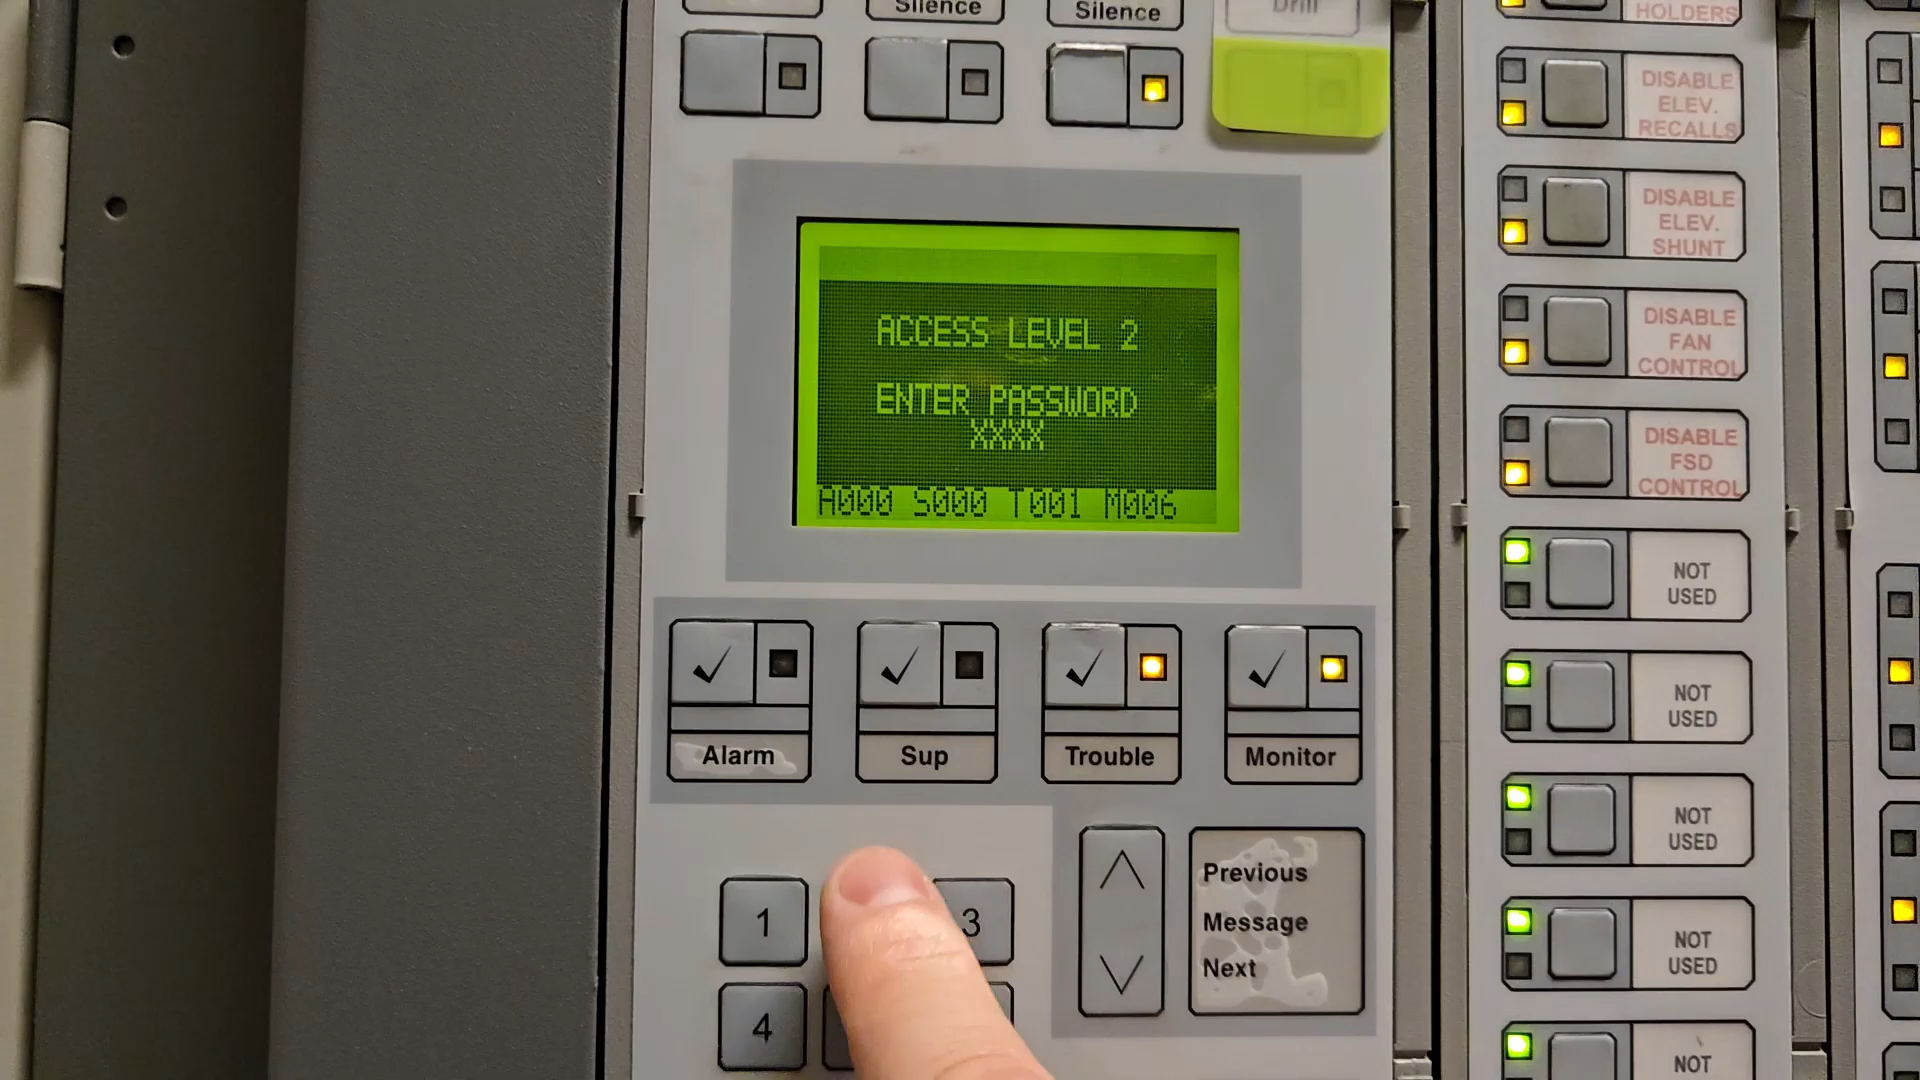 Silence
Silence
Drill
HOLDERS
DISABLE
ELEV.
RECALLS
DISABLE
ELEV.
SHUNT
DISABLE
FAN
CONTROL
DISABLE
FSD
CONTROL
ACCESS LEVEL 2
ENTER PASSWORD
XXXX
A000 S000 T001 M006
NOT
USED
NOT
USED
NOT
USED
NOT
USED
NOT
Alarm
Sup
Trouble
Monitor
Previous
Message
Next
1
3
4